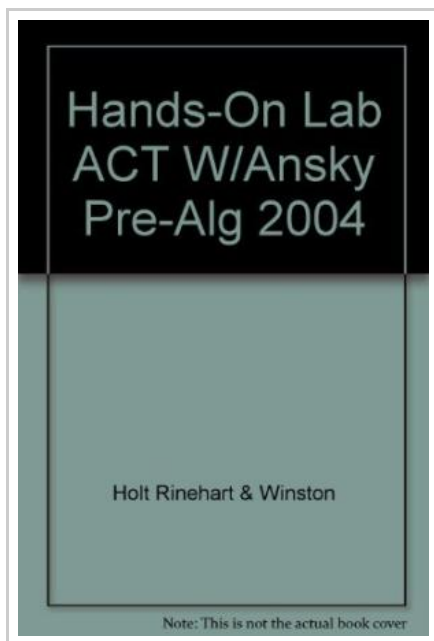 Hands-On Lab
ACT W/Ansky
Pre-Alg 2004
Holt Rinehart & Winston
Note: This is not the actual book cover